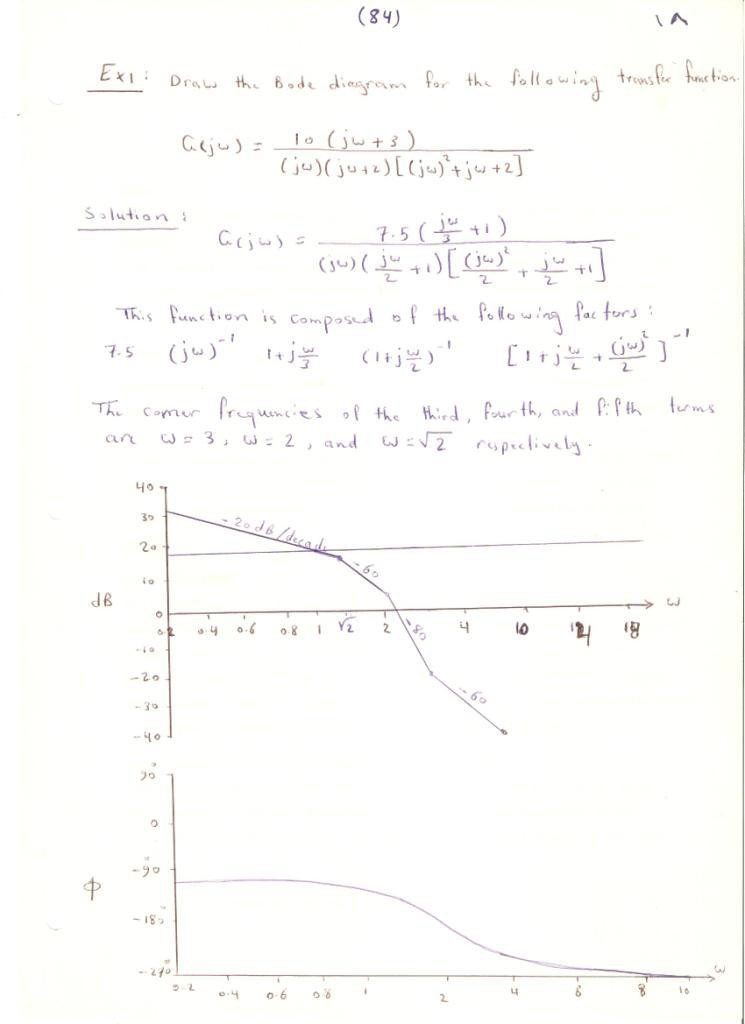 (84) ١٨
Ex1: Draw the Bode diagram for the following transfer function.
G(jω) = 10 (jω + 3) / (jω)(jω+2)[(jω)²+jω+2]
Solution:
G(jω) = 7.5 (jω/3 + 1) / (jω)(jω/2 + 1)[(jω)²/2 + jω/2 + 1]
This function is composed of the following factors:
7.5 (jω)⁻¹ 1+jω/3 (1+jω/2)⁻¹ [1+jω/2+(jω)²/2]⁻¹
The corner frequencies of the third, fourth, and fifth terms
are ω=3, ω=2, and ω=√2 respectively.
40
30
-20 dB/decade
20
-60
10
dB
0 ω
0.2 0.4 0.6 0.8 1 √2 2 -80 4 10 18
-10
-20
-60
-30
-40
90°
0
-90°
φ
-180°
-270° ω
0.2 0.4 0.6 0.8 1 2 4 6 8 10